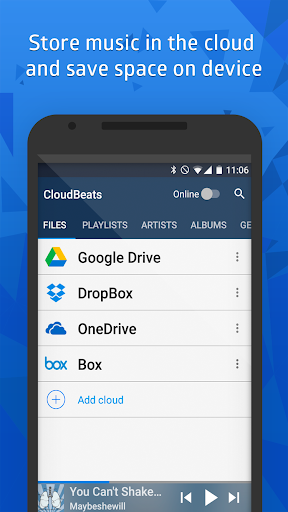 Store music in the cloud
and save space on device
11:06
CloudBeats
Online
FILES PLAYLISTS ARTISTS ALBUMS GE
Google Drive
DropBox
OneDrive
box Box
Add cloud
You Can't Shake...
Maybeshewill